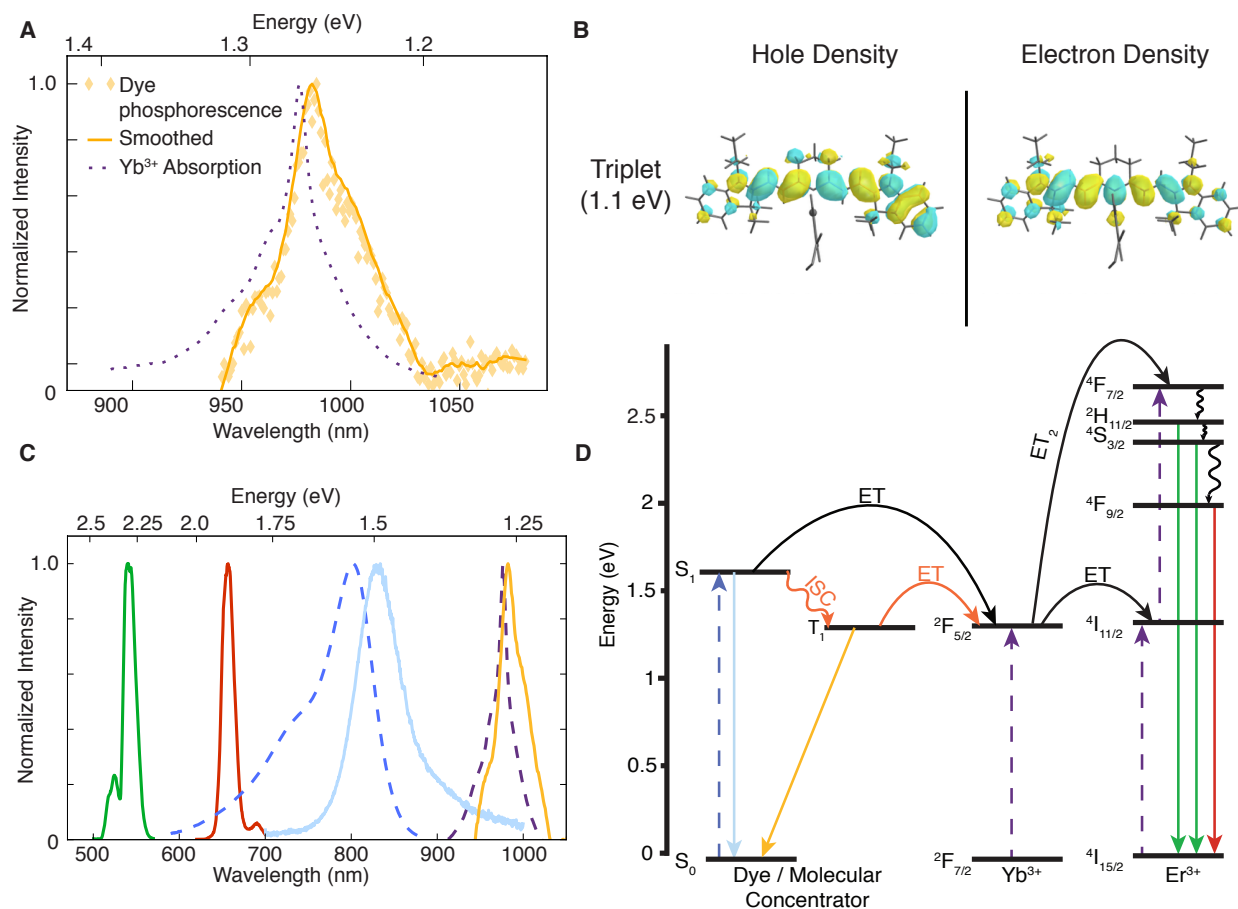 A
Energy (eV)
1.4
1.3
1.2
1.0
Dye
phosphorescence
Smoothed
Yb³⁺ Absorption
Normalized Intensity
0
900
950
1000
1050
Wavelength (nm)
B
Hole Density
Electron Density
Triplet
(1.1 eV)
C
Energy (eV)
2.5
2.25
2.0
1.75
1.5
1.25
1.0
Normalized Intensity
0
500
600
700
800
900
1000
Wavelength (nm)
D
Energy (eV)
2.5
2
1.5
1
0.5
0
S₁
ISC
T₁
ET
ET
ET₂
ET
²F₅/₂
⁴F₇/₂
²H₁₁/₂
⁴S₃/₂
⁴F₉/₂
⁴I₁₁/₂
S₀
²F₇/₂
⁴I₁₅/₂
Dye / Molecular
Concentrator
Yb³⁺
Er³⁺